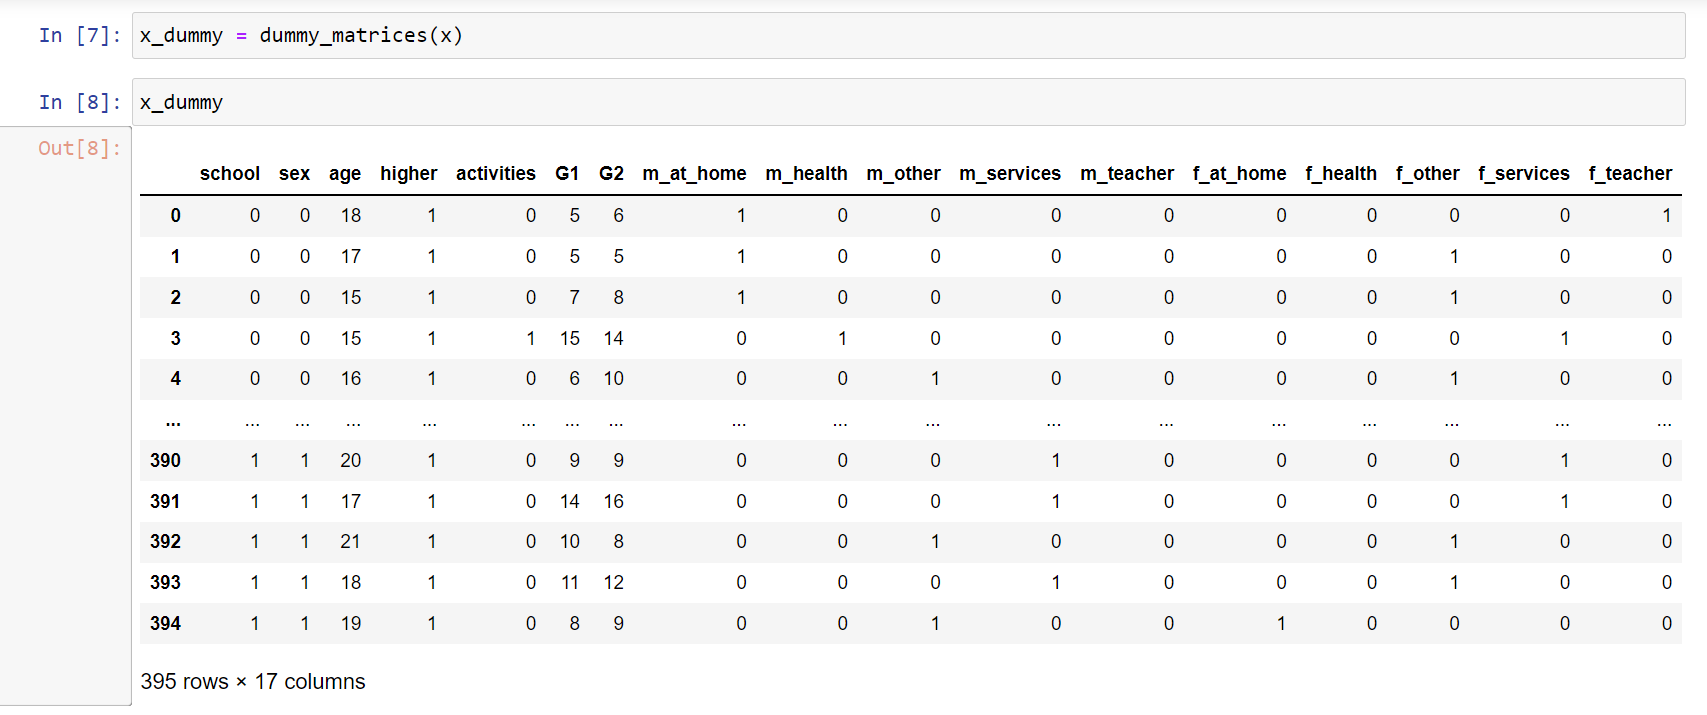 In [7]: x_dummy = dummy_matrices(x)
In [8]: x_dummy
Out[8]:
school sex age higher activities G1 G2 m_at_home m_health m_other m_services m_teacher f_at_home f_health f_other f_services f_teacher
0 0 0 18 1 0 5 6 1 0 0 0 0 0 0 0 0 1
1 0 0 17 1 0 5 5 1 0 0 0 0 0 0 1 0 0
2 0 0 15 1 0 7 8 1 0 0 0 0 0 0 1 0 0
3 0 0 15 1 1 15 14 0 1 0 0 0 0 0 0 1 0
4 0 0 16 1 0 6 10 0 0 1 0 0 0 0 1 0 0
... ... ... ... ... ... ... ... ... ... ... ... ... ... ... ... ... ...
390 1 1 20 1 0 9 9 0 0 0 1 0 0 0 0 1 0
391 1 1 17 1 0 14 16 0 0 0 1 0 0 0 0 1 0
392 1 1 21 1 0 10 8 0 0 1 0 0 0 0 1 0 0
393 1 1 18 1 0 11 12 0 0 0 1 0 0 0 1 0 0
394 1 1 19 1 0 8 9 0 0 1 0 0 1 0 0 0 0
395 rows × 17 columns